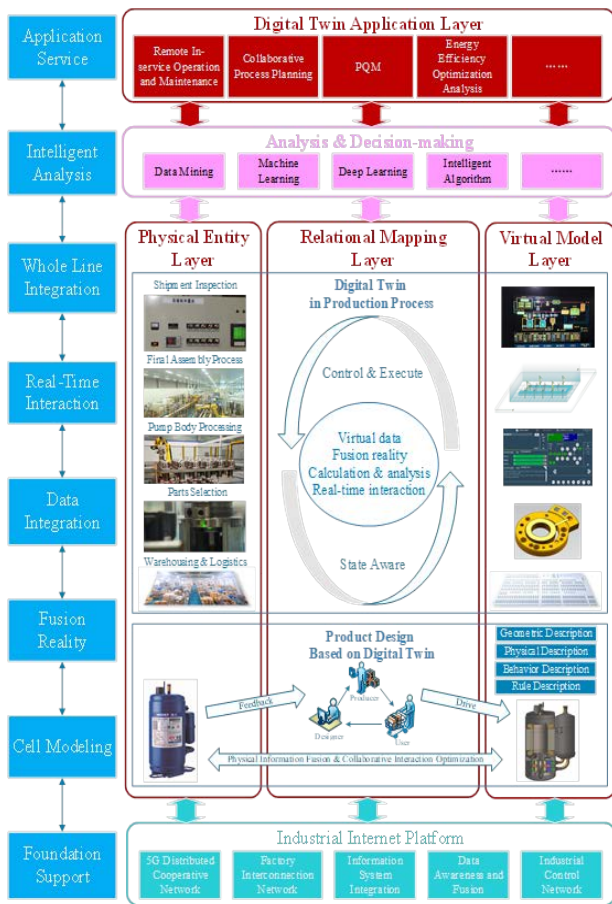 Application
Service
Intelligent
Analysis
Whole Line
Integration
Real-Time
Interaction
Data
Integration
Fusion
Reality
Cell Modeling
Foundation
Support
Digital Twin Application Layer
Remote In-
service Operation
and Maintenance
Collaborative
Process Planning
PQM
Energy
Efficiency
Optimization
Analysis
……
Analysis & Decision-making
Data Mining
Machine
Learning
Deep Learning
Intelligent
Algorithm
……
Physical Entity
Layer
Shipment Inspection
Final Assembly Process
Pump Body Processing
Parts Selection
Warehousing & Logistics
Relational Mapping
Layer
Digital Twin
in Production Process
Control & Execute
Virtual data
Fusion reality
Calculation & analysis
Real-time interaction
State Aware
Virtual Model
Layer
Product Design
Based on Digital Twin
Feedback
Producer
Designer
User
Drive
Physical Information Fusion & Collaborative Interaction Optimization
Geometric Description
Physical Description
Behavior Description
Rule Description
Industrial Internet Platform
5G Distributed
Cooperative
Network
Factory
Interconnection
Network
Information
System
Integration
Data
Awareness and
Fusion
Industrial
Control
Network